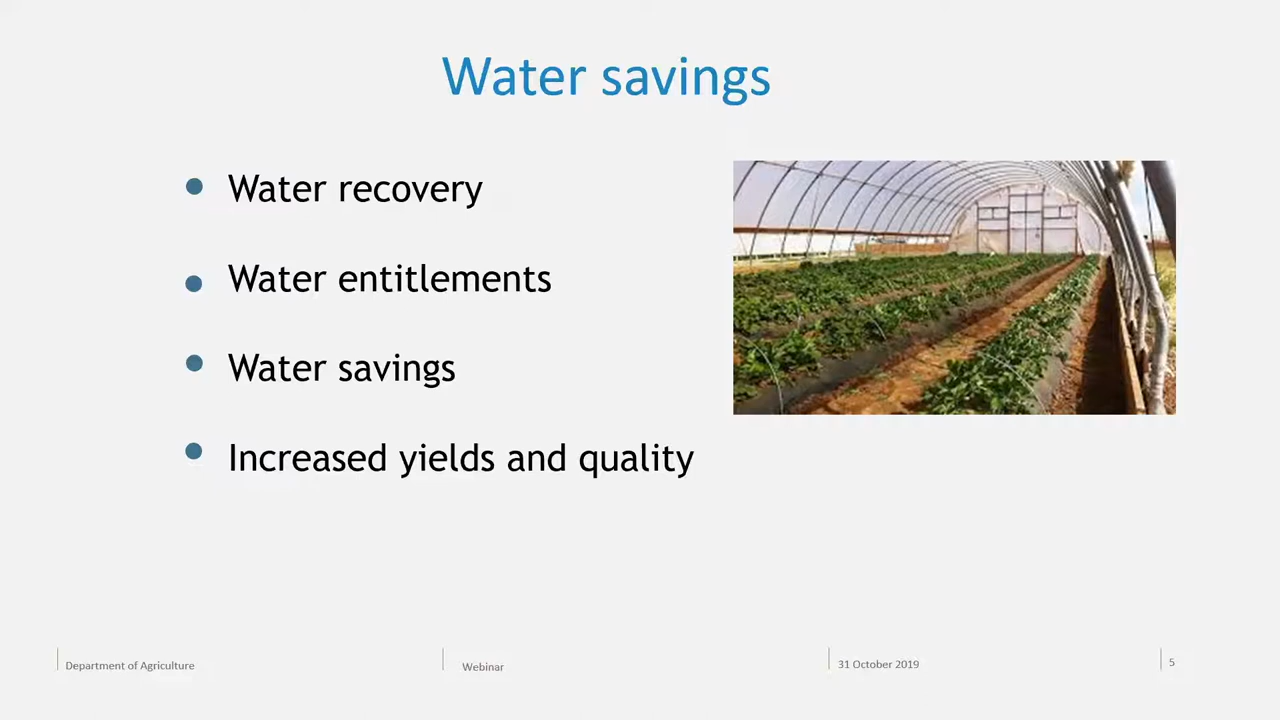 Water savings
Water recovery
Water entitlements
Water savings
Increased yields and quality
Department of Agriculture
Webinar
31 October 2019
5